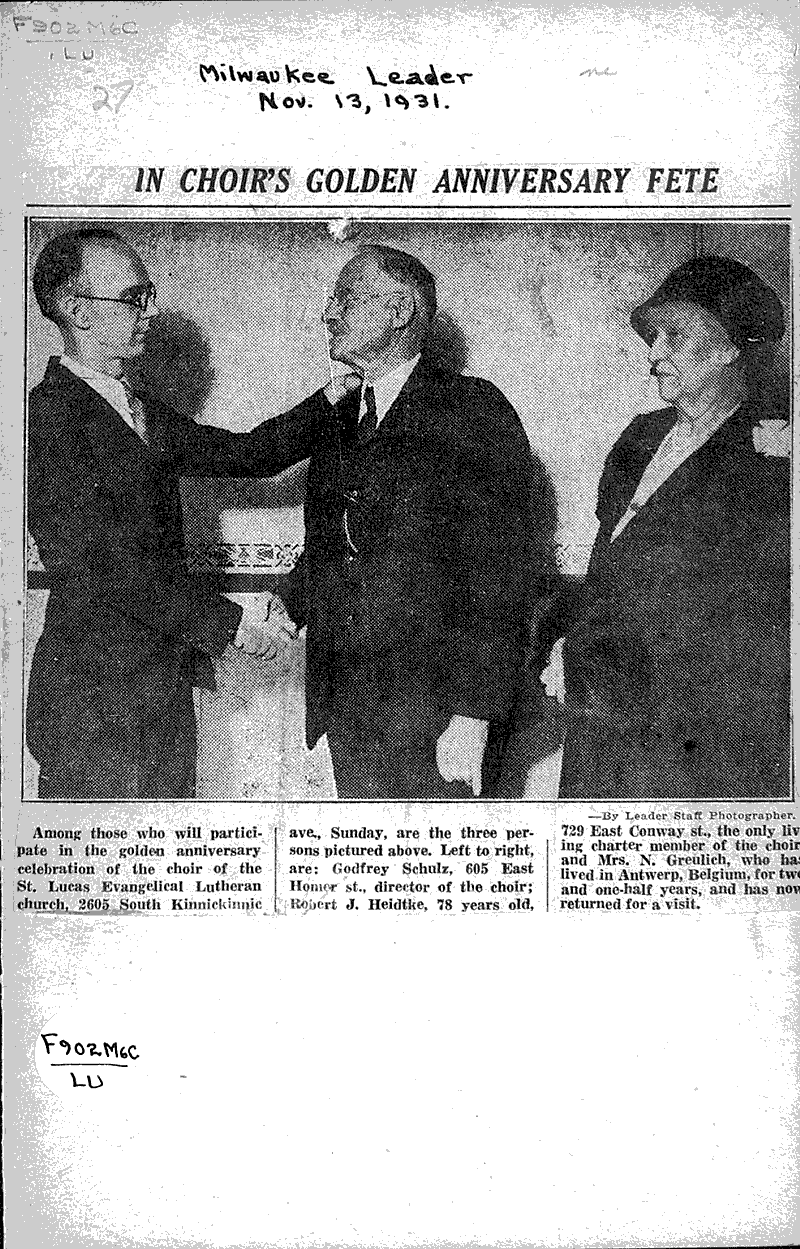 F902M6C
LU
27
Milwaukee Leader
Nov. 13, 1931.
IN CHOIR'S GOLDEN ANNIVERSARY FETE
—By Leader Staff Photographer.
Among those who will partici-
pate in the golden anniversary
celebration of the choir of the
St. Lucas Evangelical Lutheran
church, 2605 South Kinnickinnic
ave., Sunday, are the three per-
sons pictured above. Left to right,
are: Godfrey Schulz, 605 East
Homer st., director of the choir;
Robert J. Heidtke, 78 years old,
729 East Conway st., the only liv
ing charter member of the choir
and Mrs. N. Greulich, who has
lived in Antwerp, Belgium, for two
and one-half years, and has now
returned for a visit.
F902M6C
LU